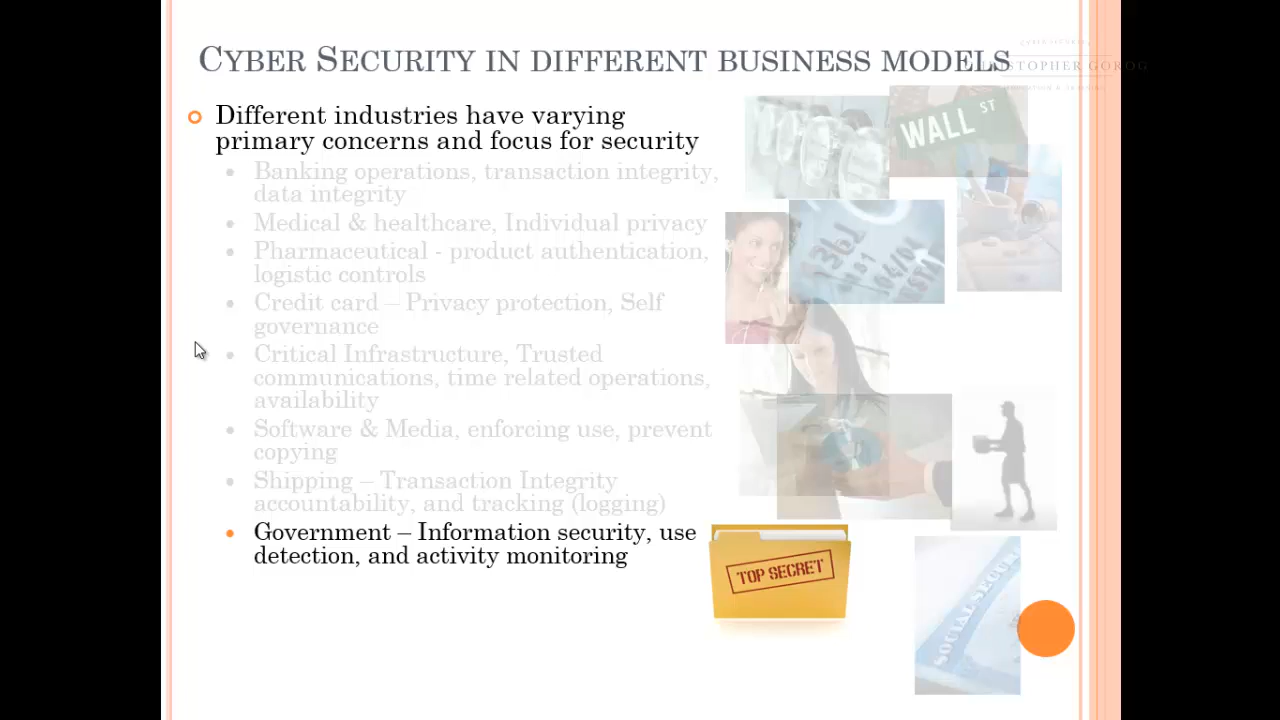 CYBER SECURITY IN DIFFERENT BUSINESS MODELS
Different industries have varying
primary concerns and focus for security
Banking operations, transaction integrity,
data integrity
Medical & healthcare, Individual privacy
Pharmaceutical - product authentication,
logistic controls
Credit card – Privacy protection, Self
governance
Critical Infrastructure, Trusted
communications, time related operations,
availability
Software & Media, enforcing use, prevent
copying
Shipping – Transaction Integrity
accountability, and tracking (logging)
Government – Information security, use
detection, and activity monitoring
WALL ST
TOP SECRET
SOCIAL SECU
GOROG